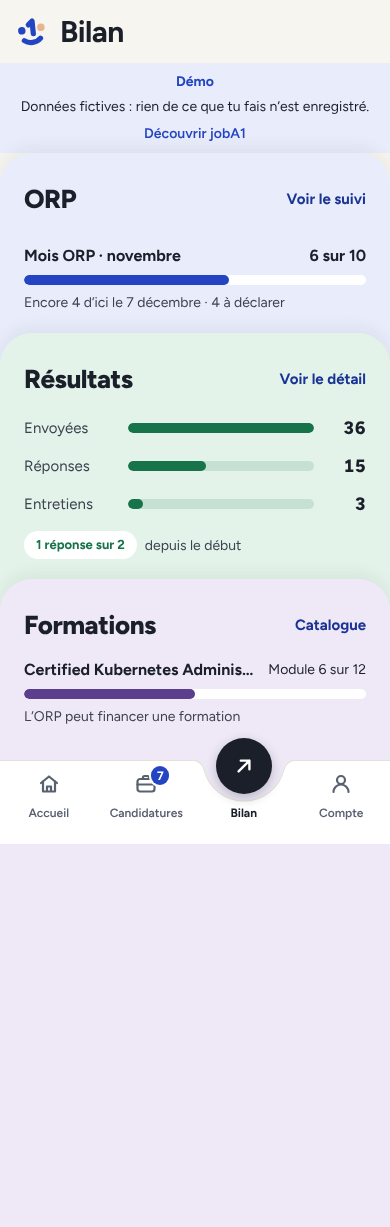 Bilan
Démo
Données fictives : rien de ce que tu fais n’est enregistré.
Découvrir jobA1
ORP
Voir le suivi
Mois ORP · novembre
6 sur 10
Encore 4 d’ici le 7 décembre · 4 à déclarer
Résultats
Voir le détail
Envoyées
36
Réponses
15
Entretiens
3
1 réponse sur 2
depuis le début
Formations
Catalogue
Certified Kubernetes Adminis...
Module 6 sur 12
L’ORP peut financer une formation
7
Accueil
Candidatures
Bilan
Compte